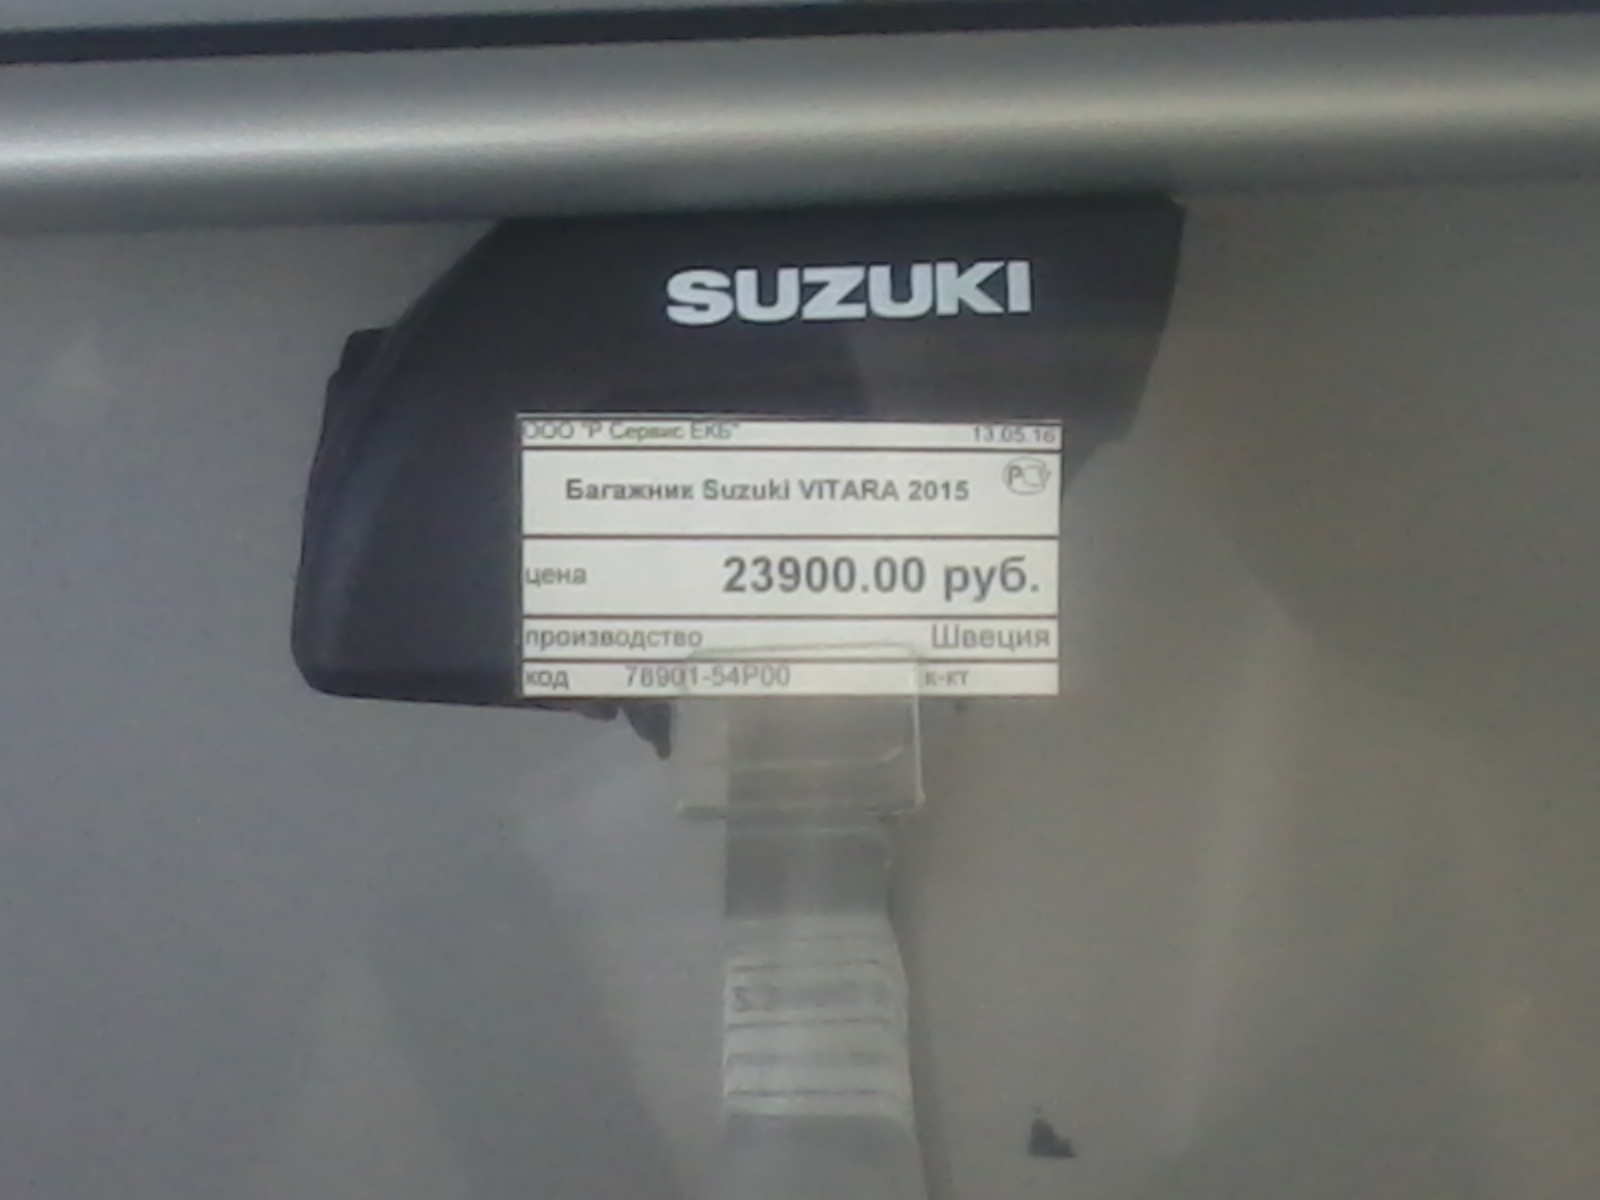 SUZUKI
ООО "Р Сервис ЕКБ" 13.05.16
Багажник Suzuki VITARA 2015 РСТ
цена 23900.00 руб.
производство Швеция
код 78901-54P00 к-кт